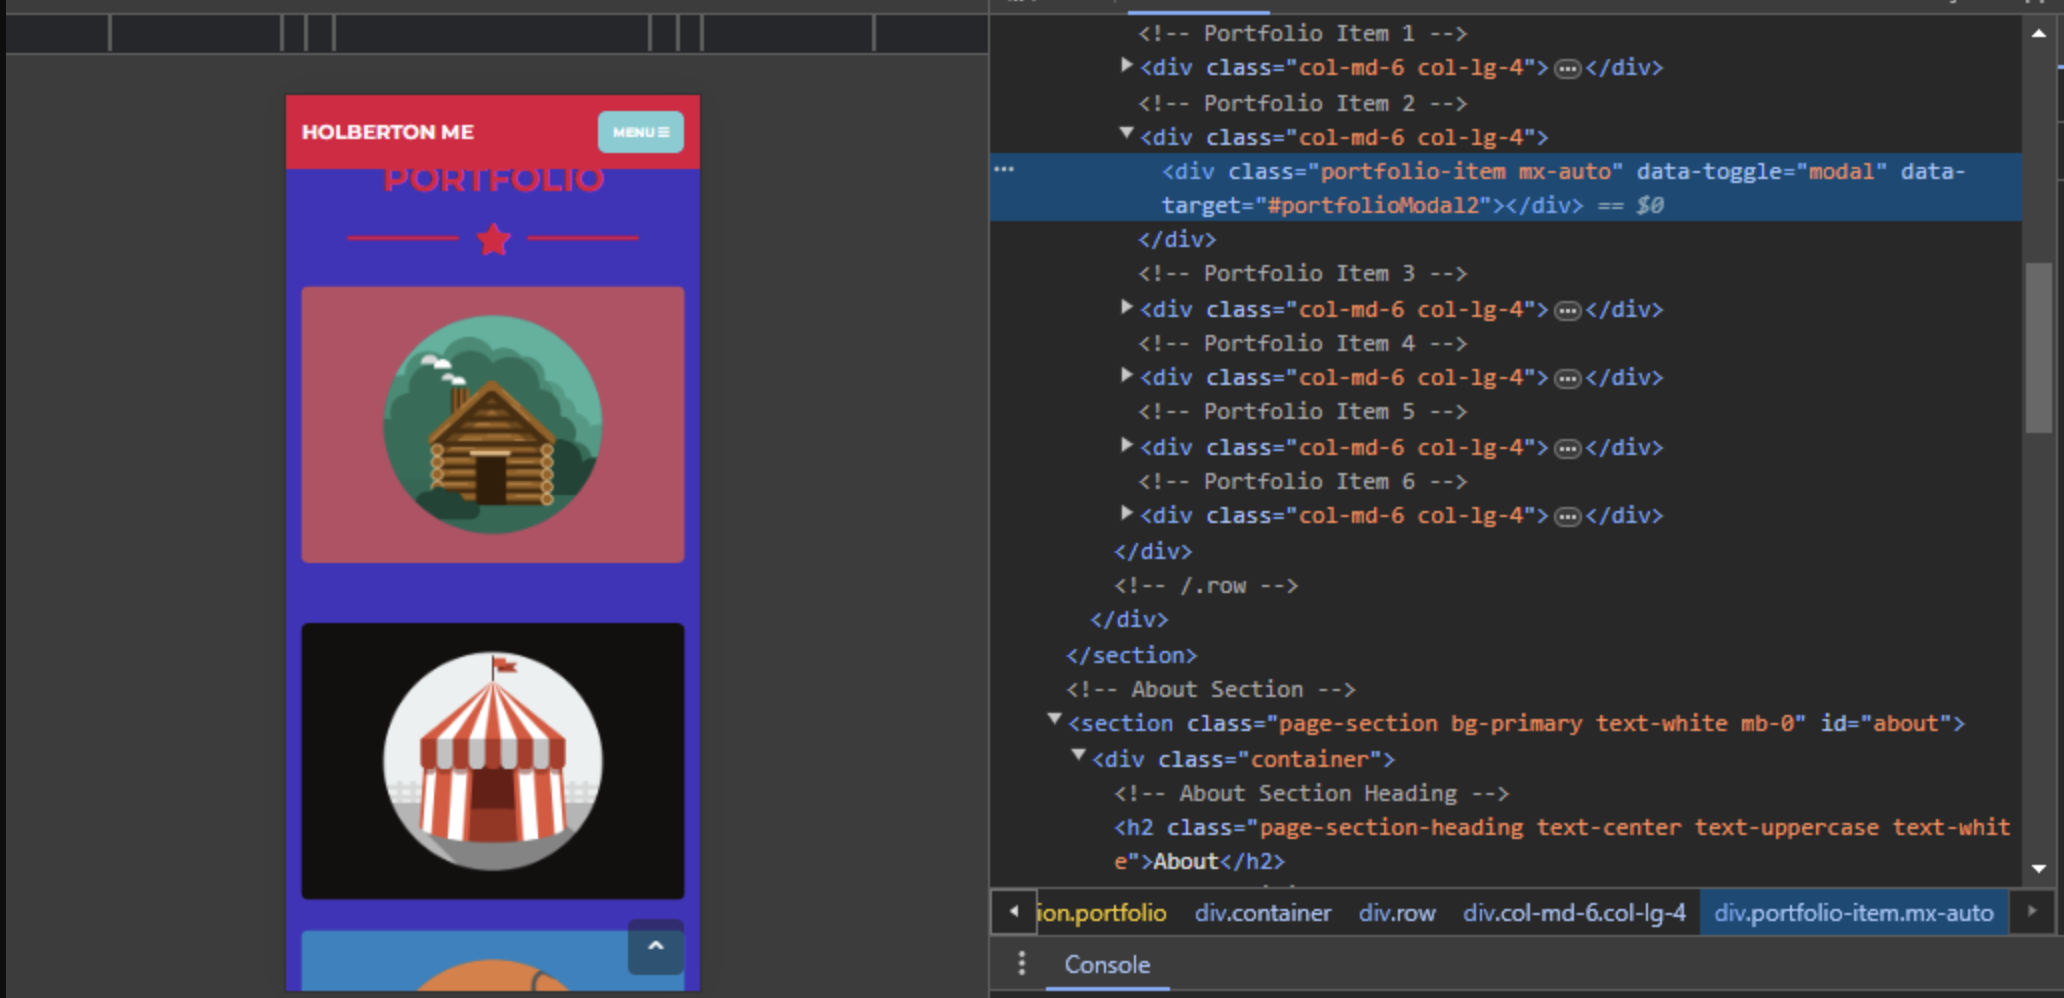 HOLBERTON ME
MENU
PORTFOLIO
<!-- Portfolio Item 1 -->
<div class="col-md-6 col-lg-4">…</div>
<!-- Portfolio Item 2 -->
<div class="col-md-6 col-lg-4">
<div class="portfolio-item mx-auto" data-toggle="modal" data-
target="#portfolioModal2"></div> == $0
</div>
<!-- Portfolio Item 3 -->
<div class="col-md-6 col-lg-4">…</div>
<!-- Portfolio Item 4 -->
<div class="col-md-6 col-lg-4">…</div>
<!-- Portfolio Item 5 -->
<div class="col-md-6 col-lg-4">…</div>
<!-- Portfolio Item 6 -->
<div class="col-md-6 col-lg-4">…</div>
</div>
<!-- /.row -->
</div>
</section>
<!-- About Section -->
<section class="page-section bg-primary text-white mb-0" id="about">
<div class="container">
<!-- About Section Heading -->
<h2 class="page-section-heading text-center text-uppercase text-whit
e">About</h2>
ion.portfolio div.container div.row div.col-md-6.col-lg-4 div.portfolio-item.mx-auto
Console